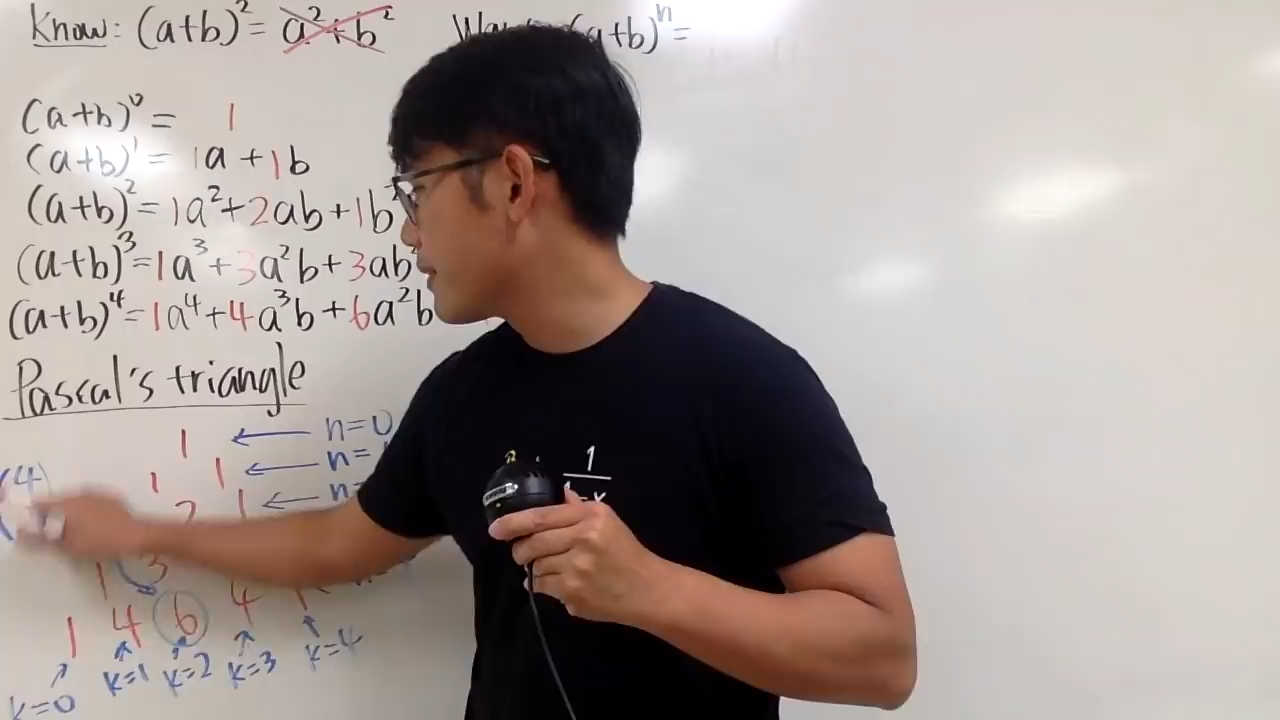 Know: (a+b)² = a²+b²
(a+b)ⁿ =
(a+b)⁰ = 1
(a+b)¹ = 1a + 1b
(a+b)² = 1a² + 2ab + 1b²
(a+b)³ = 1a³ + 3a²b + 3ab²
(a+b)⁴ = 1a⁴ + 4a³b + 6a²b
Pascal's triangle
1 ← n=0
1 1 ← n=
(4 2 1 ← n=
1 3
1 4 6 4 1
k=0 k=1 k=2 k=3 k=4
1